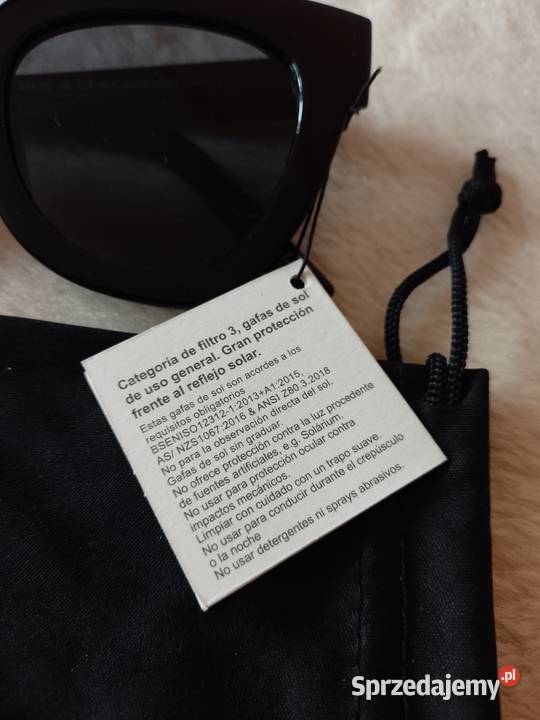 Categoría de filtro 3, gafas de sol
de uso general. Gran protección
frente al reflejo solar.
Estas gafas de sol son acordes a los
requisitos obligatorios
BSENISO12312-1:2013+A1:2015,
AS/ NZS1067:2016 & ANSI Z80.3.2018
No para la observación directa del sol.
Gafas de sol sin graduar.
No ofrece protección contra la luz procedente
de fuentes artificiales, e.g. Solárium.
No usar para protección ocular contra
impactos mecánicos.
Limpiar con cuidado con un trapo suave.
No usar para conducir durante el crepúsculo
o la noche
No usar detergentes ni sprays abrasivos.
Sprzedajemy.pl